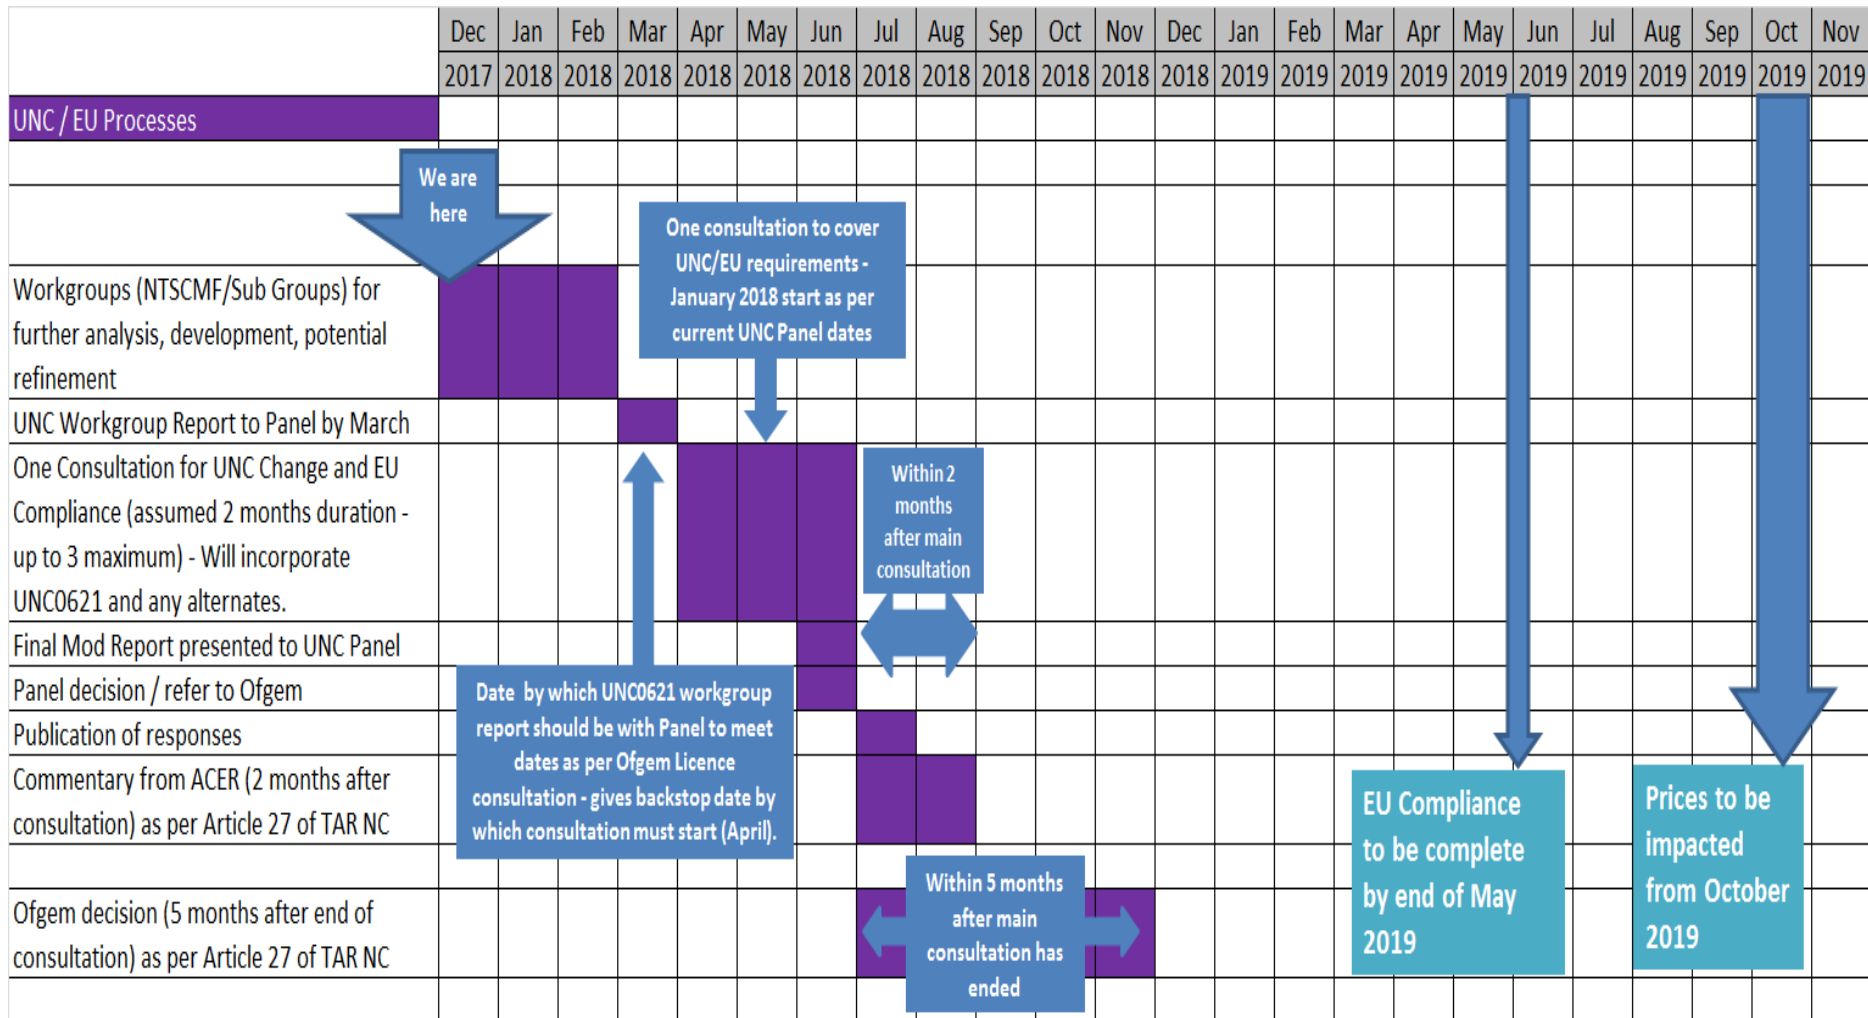 Dec Jan Feb Mar Apr May Jun Jul Aug Sep Oct Nov Dec Jan Feb Mar Apr May Jun Jul Aug Sep Oct Nov
2017 2018 2018 2018 2018 2018 2018 2018 2018 2018 2018 2018 2018 2019 2019 2019 2019 2019 2019 2019 2019 2019 2019 2019
UNC / EU Processes
We are
here
One consultation to cover
UNC/EU requirements -
January 2018 start as per
current UNC Panel dates
Workgroups (NTSCMF/Sub Groups) for
further analysis, development, potential
refinement
UNC Workgroup Report to Panel by March
One Consultation for UNC Change and EU
Compliance (assumed 2 months duration -
up to 3 maximum) - Will incorporate
UNC0621 and any alternates.
Within 2
months
after main
consultation
Final Mod Report presented to UNC Panel
Panel decision / refer to Ofgem
Publication of responses
Commentary from ACER (2 months after
consultation) as per Article 27 of TAR NC
Date by which UNC0621 workgroup
report should be with Panel to meet
dates as per Ofgem Licence
consultation - gives backstop date by
which consultation must start (April).
EU Compliance
to be complete
by end of May
2019
Prices to be
impacted
from October
2019
Ofgem decision (5 months after end of
consultation) as per Article 27 of TAR NC
Within 5 months
after main
consultation has
ended